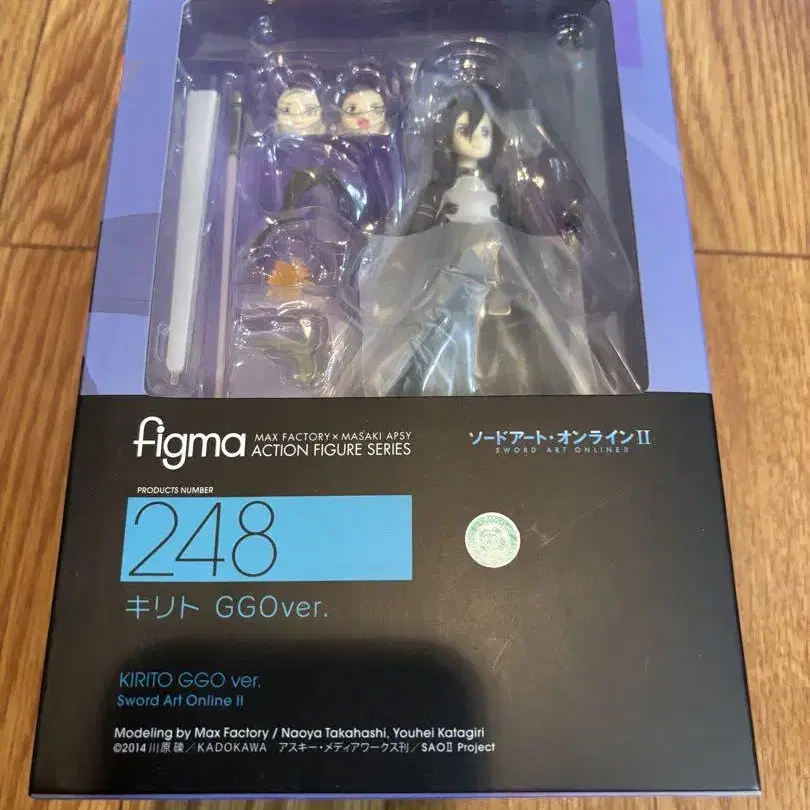 figma MAX FACTORY × MASAKI APSY
ACTION FIGURE SERIES
ソードアート・オンラインII
SWORD ART ONLINE II
PRODUCTS NUMBER
248
キリト GGOver.
KIRITO GGO ver.
Sword Art Online II
Modeling by Max Factory / Naoya Takahashi, Youhei Katagiri
©2014 川原 礫／KADOKAWA アスキー・メディアワークス刊／SAOII Project